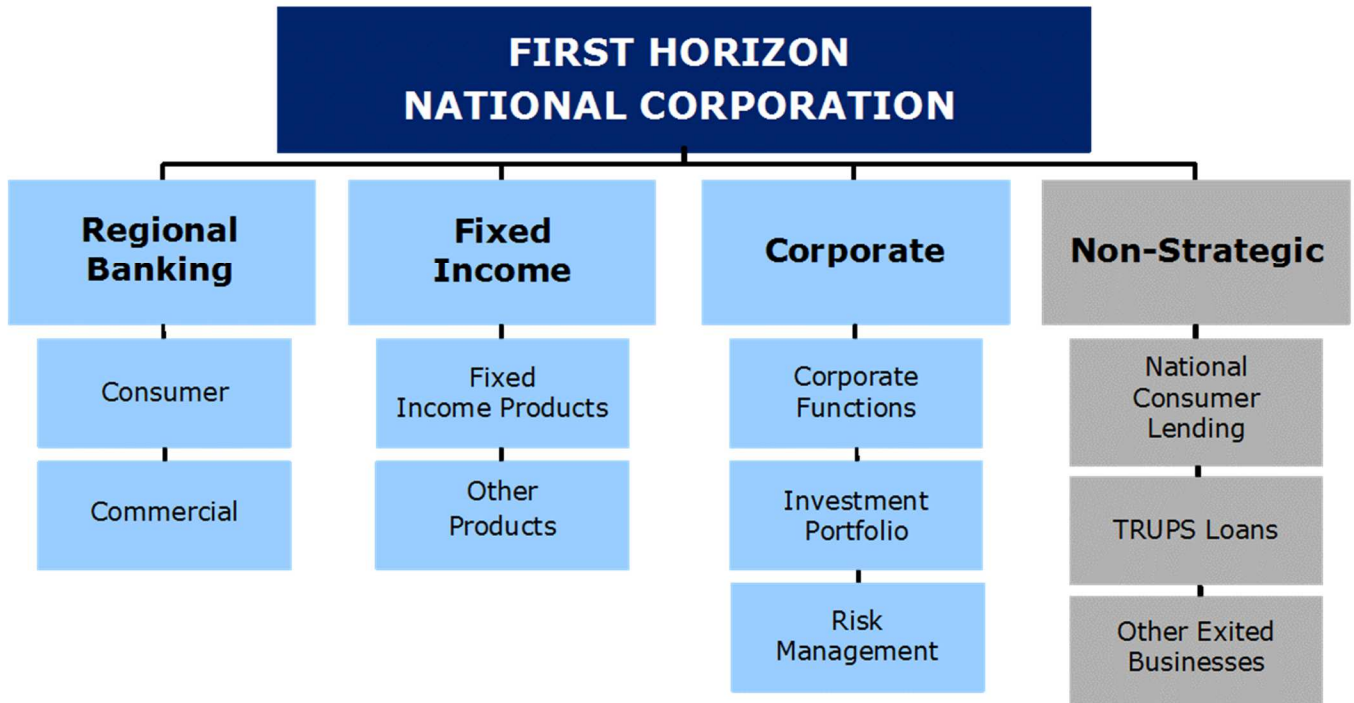 FIRST HORIZON
NATIONAL CORPORATION
Regional
Banking
Consumer
Commercial
Fixed
Income
Fixed
Income Products
Other
Products
Corporate
Corporate
Functions
Investment
Portfolio
Risk
Management
Non-Strategic
National
Consumer
Lending
TRUPS Loans
Other Exited
Businesses